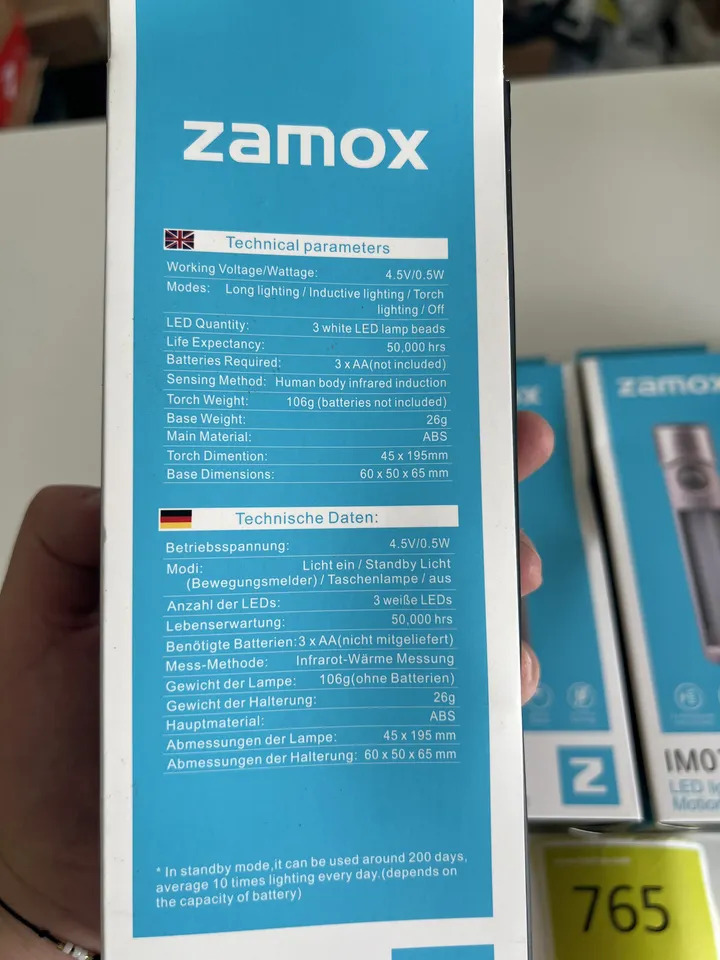 zamox
Technical parameters
Working Voltage/Wattage: 4.5V/0.5W
Modes: Long lighting / Inductive lighting / Torch
lighting / Off
LED Quantity: 3 white LED lamp beads
Life Expectancy: 50,000 hrs
Batteries Required: 3 x AA(not included)
Sensing Method: Human body infrared induction
Torch Weight: 106g (batteries not included)
Base Weight: 26g
Main Material: ABS
Torch Dimention: 45 x 195mm
Base Dimensions: 60 x 50 x 65 mm
Technische Daten:
Betriebsspannung: 4.5V/0.5W
Modi: Licht ein / Standby Licht
(Bewegungsmelder) / Taschenlampe / aus
Anzahl der LEDs: 3 weiße LEDs
Lebenserwartung: 50,000 hrs
Benötigte Batterien: 3 x AA(nicht mitgeliefert)
Mess-Methode: Infrarot-Wärme Messung
Gewicht der Lampe: 106g(ohne Batterien)
Gewicht der Halterung: 26g
Hauptmaterial: ABS
Abmessungen der Lampe: 45 x 195 mm
Abmessungen der Halterung: 60 x 50 x 65 mm
* In standby mode,it can be used around 200 days,
average 10 times lighting every day.(depends on
the capacity of battery)
zamox
Z
LED
Motion
765